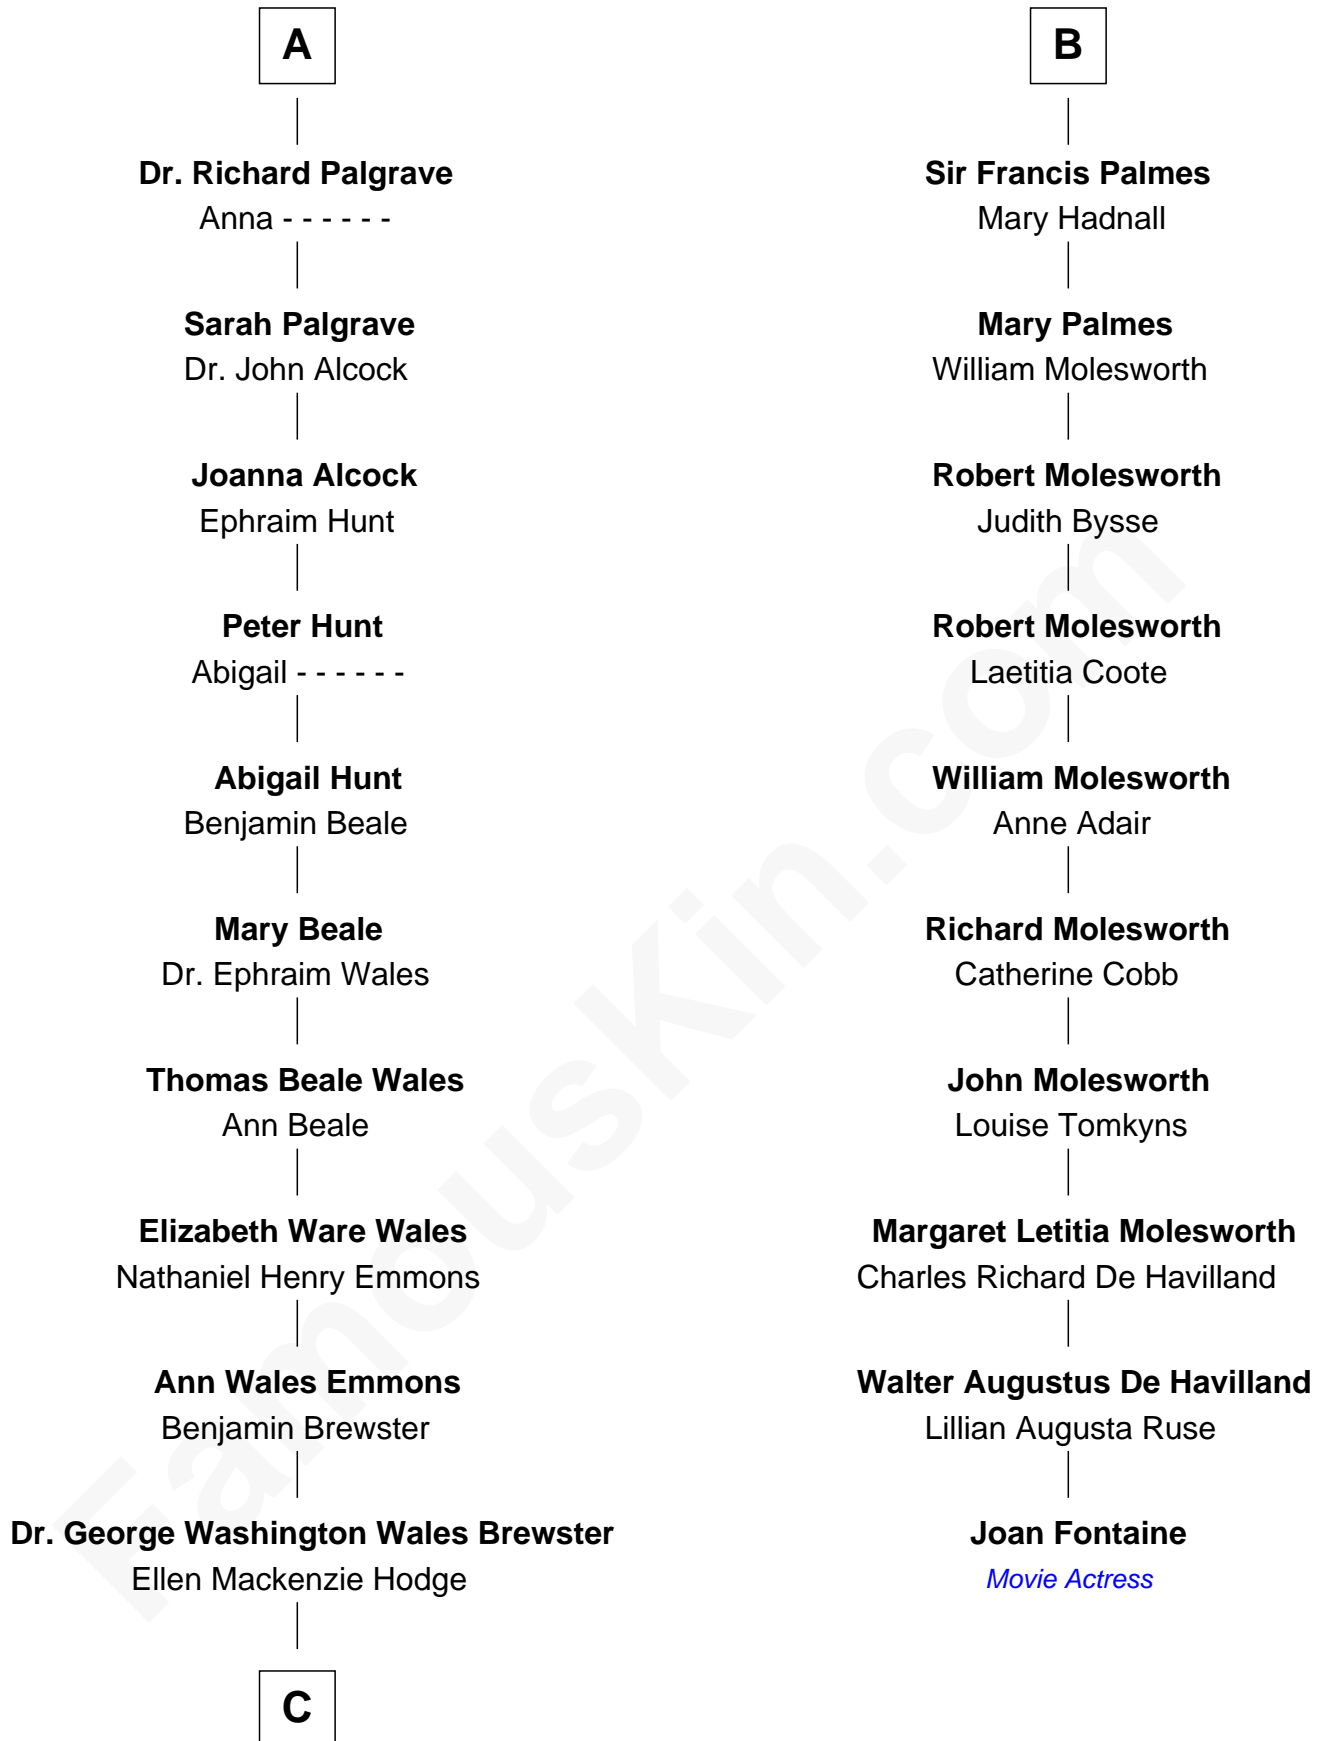 A
Dr. Richard Palgrave
Anna - - - - - -
Sarah Palgrave
Dr. John Alcock
Joanna Alcock
Ephraim Hunt
Peter Hunt
Abigail - - - - - -
Abigail Hunt
Benjamin Beale
Mary Beale
Dr. Ephraim Wales
Thomas Beale Wales
Ann Beale
Elizabeth Ware Wales
Nathaniel Henry Emmons
Ann Wales Emmons
Benjamin Brewster
Dr. George Washington Wales Brewster
Ellen Mackenzie Hodge
C
B
Sir Francis Palmes
Mary Hadnall
Mary Palmes
William Molesworth
Robert Molesworth
Judith Bysse
Robert Molesworth
Laetitia Coote
William Molesworth
Anne Adair
Richard Molesworth
Catherine Cobb
John Molesworth
Louise Tomkyns
Margaret Letitia Molesworth
Charles Richard De Havilland
Walter Augustus De Havilland
Lillian Augusta Ruse
Joan Fontaine
Movie Actress
FamousKin.com